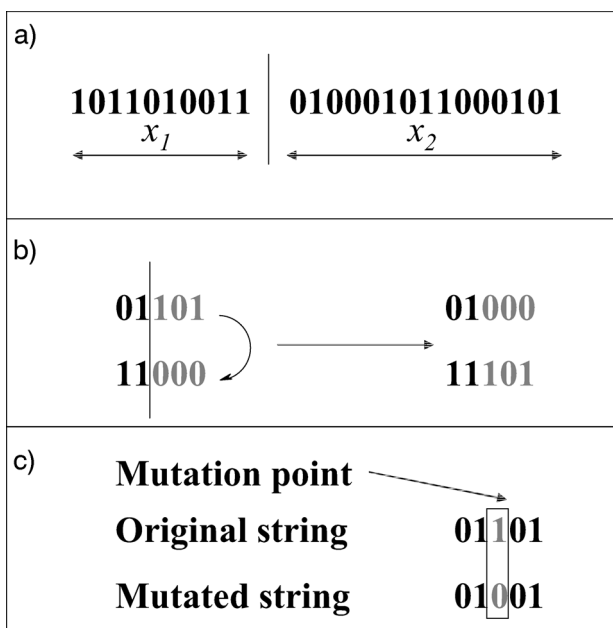 a)
1011010011 010001011000101
x1 x2
b)
01101 01000
11000 11101
c)
Mutation point
Original string 01101
Mutated string 01001